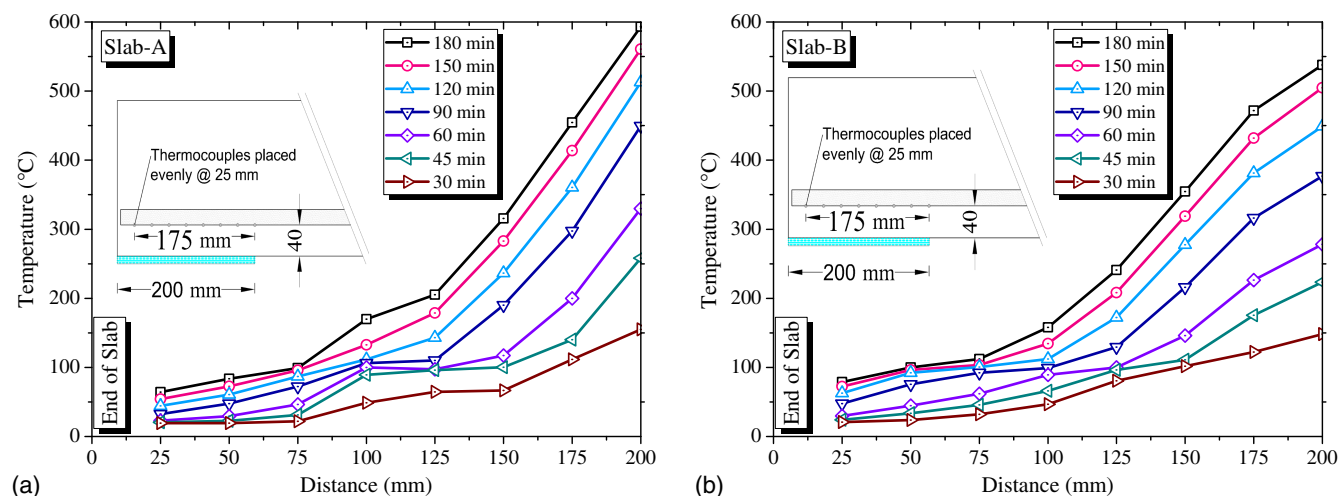 600
500
400
300
200
100
0
Temperature (°C)
Slab-A
180 min
150 min
120 min
90 min
60 min
45 min
30 min
Thermocouples placed
evenly @ 25 mm
175 mm
40
200 mm
End of Slab
0 25 50 75 100 125 150 175 200
Distance (mm)
(a)
600
500
400
300
200
100
0
Temperature (°C)
Slab-B
180 min
150 min
120 min
90 min
60 min
45 min
30 min
Thermocouples placed
evenly @ 25 mm
175 mm
40
200 mm
End of Slab
0 25 50 75 100 125 150 175 200
Distance (mm)
(b)